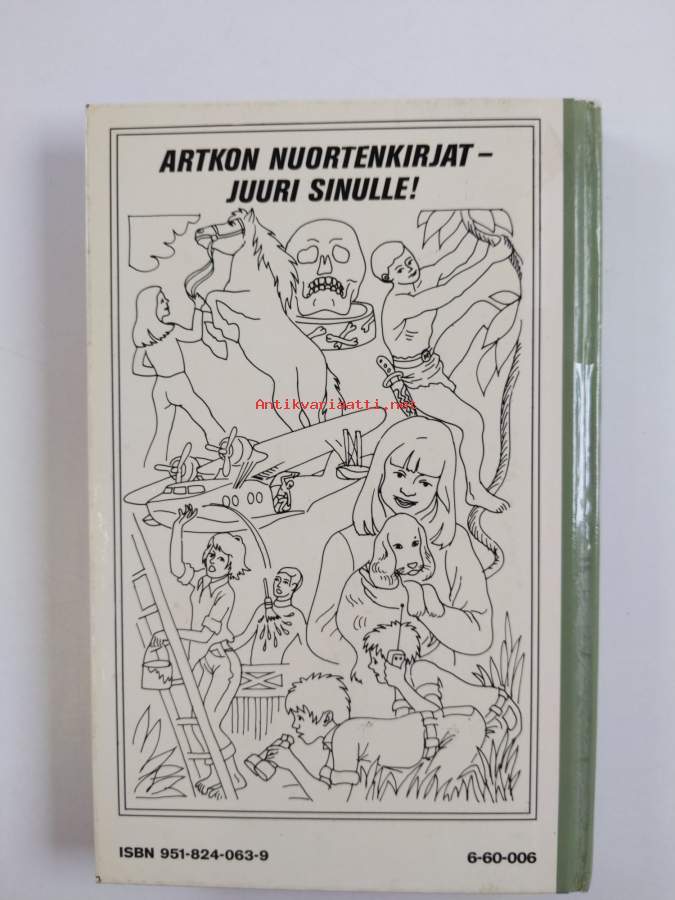 ARTKON NUORTENKIRJAT –
JUURI SINULLE!
Antikvariaatti.net
ISBN 951-824-063-9
6-60-006